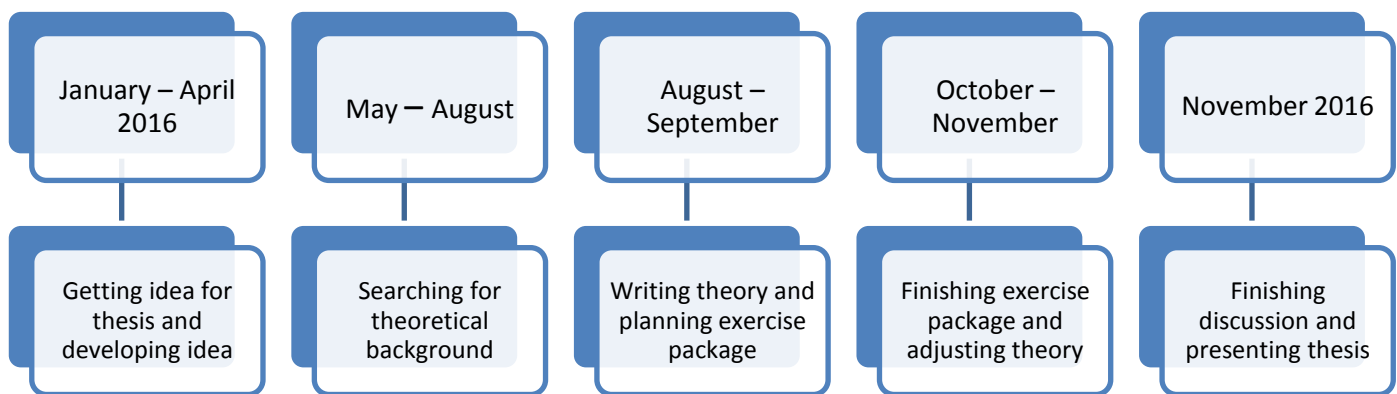 January – April
2016
May – August
August –
September
October –
November
November 2016
Getting idea for
thesis and
developing idea
Searching for
theoretical
background
Writing theory and
planning exercise
package
Finishing exercise
package and
adjusting theory
Finishing
discussion and
presenting thesis